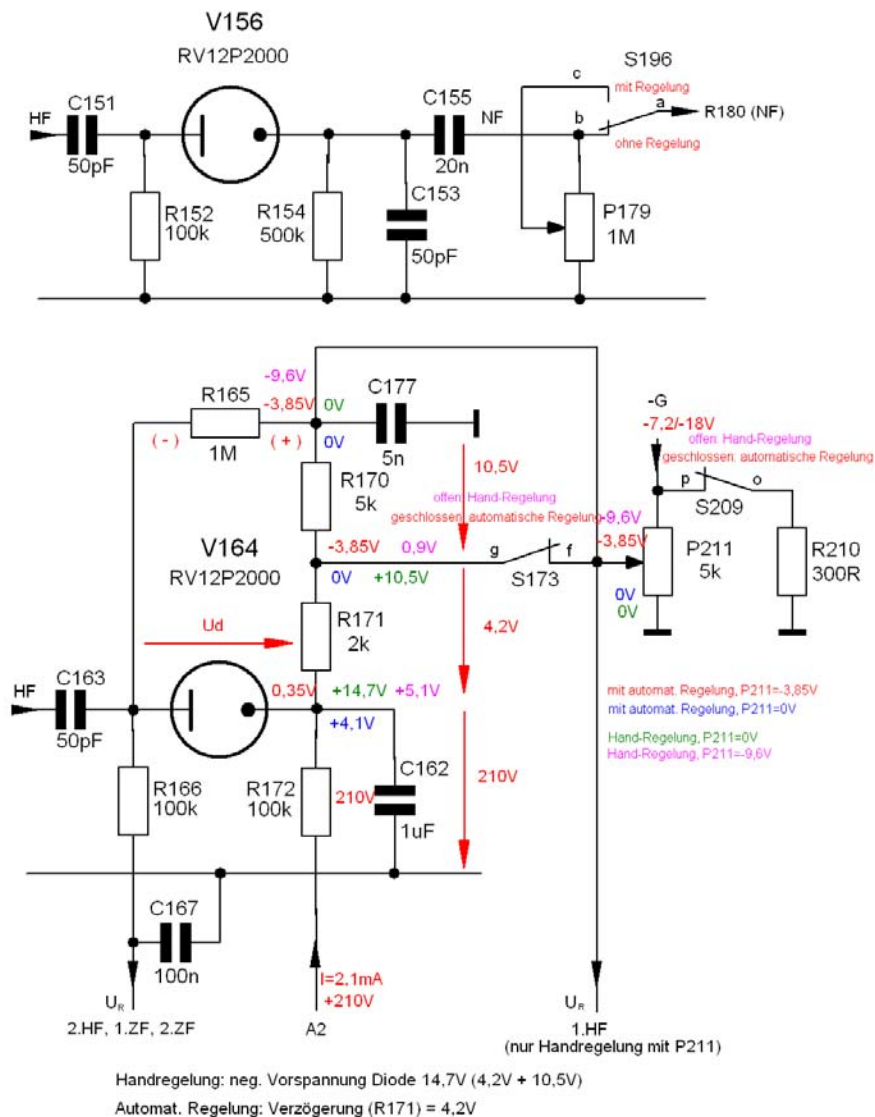 V156
RV12P2000
C151
HF
50pF
R152
100k
R154
500k
C155
20n
NF
C153
50pF
S196
c
mit Regelung
a
b
R180 (NF)
ohne Regelung
P179
1M
-9,6V
R165
-3,85V
0V
( - )
( + )
0V
1M
C177
5n
10,5V
R170
5k
offen: Hand-Regelung
geschlossen: automatische Regelung
-G
-7,2/-18V
offen: Hand-Regelung
geschlossen: automatische Regelung
p
o
S209
-9,6V
-3,85V
P211
5k
R210
300R
0V
0V
V164
RV12P2000
-3,85V
0,9V
g
f
0V
+10,5V
S173
R171
2k
4,2V
Ud
C163
HF
50pF
0,35V
+14,7V
+5,1V
+4,1V
mit automat. Regelung, P211=-3,85V
mit automat. Regelung, P211=0V
Hand-Regelung, P211=0V
Hand-Regelung, P211=-9,6V
R166
100k
R172
100k
210V
C162
1uF
210V
C167
100n
I=2,1mA
+210V
UR
2.HF, 1.ZF, 2.ZF
A2
UR
1.HF
(nur Handregelung mit P211)
Handregelung: neg. Vorspannung Diode 14,7V (4,2V + 10,5V)
Automat. Regelung: Verzögerung (R171) = 4,2V